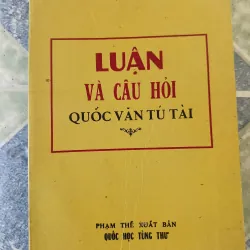 LUẬN
VÀ CÂU HỎI
QUỐC VĂN TÚ TÀI
PHẠM THẾ XUẤT BẢN
QUỐC HỌC TÙNG THƯ